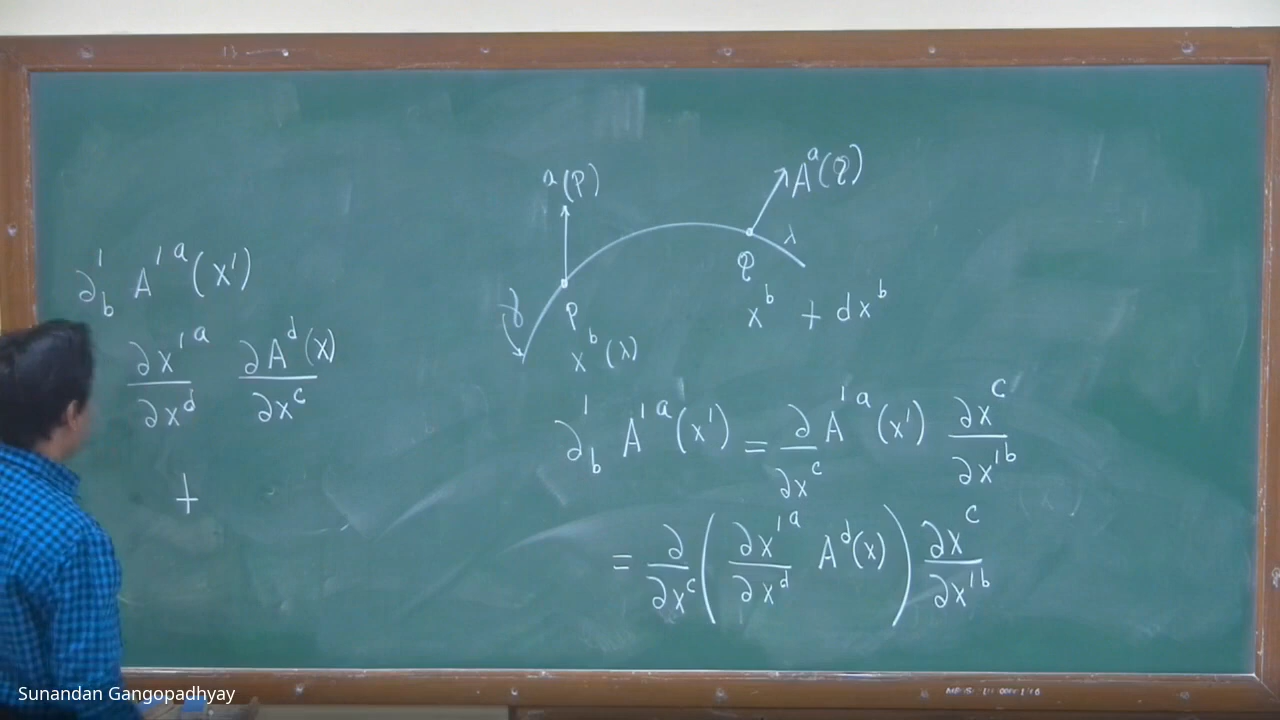 ∂'_b A'^a(x')
∂x'^a/∂x^d ∂A^d(x)/∂x^c
+
^a(P)
A^a(Q)
λ
γ
P
Q
x^b(λ)
x^b + dx^b
∂'_b A'^a(x') = ∂/∂x^c A'^a(x') ∂x^c/∂x'^b
= ∂/∂x^c (∂x'^a/∂x^d A^d(x)) ∂x^c/∂x'^b
Sunandan Gangopadhyay